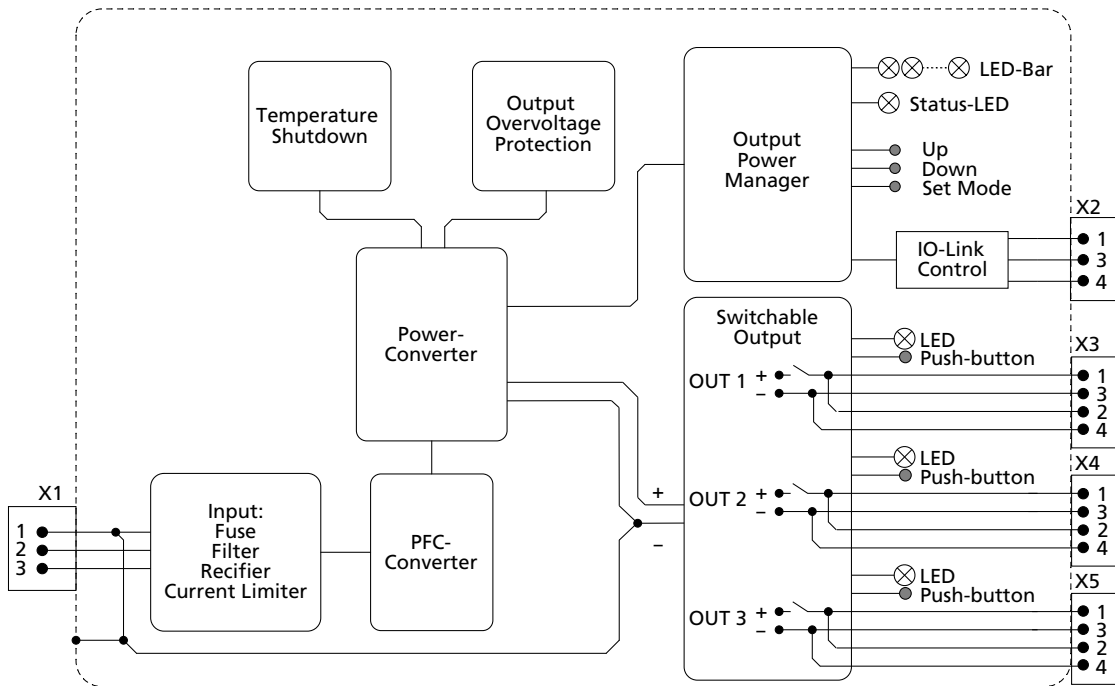 Temperature
Shutdown
Output
Overvoltage
Protection
Output
Power
Manager
LED-Bar
Status-LED
Up
Down
Set Mode
IO-Link
Control
X2
1
3
4
Power-
Converter
Switchable
Output
LED
Push-button
OUT 1
+
–
X3
1
3
2
4
LED
Push-button
OUT 2
+
–
X4
1
3
2
4
LED
Push-button
OUT 3
+
–
X5
1
3
2
4
+
–
X1
1
2
3
Input:
Fuse
Filter
Rectifier
Current Limiter
PFC-
Converter